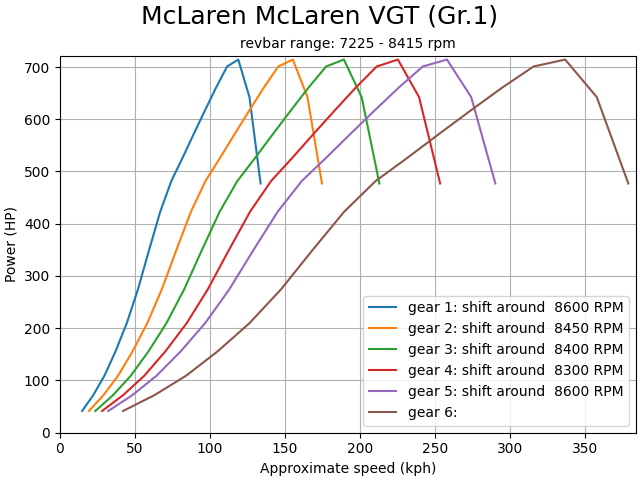 McLaren McLaren VGT (Gr.1)
revbar range: 7225 - 8415 rpm
700
600
500
400
300
200
100
0
Power (HP)
gear 1: shift around  8600 RPM
gear 2: shift around  8450 RPM
gear 3: shift around  8400 RPM
gear 4: shift around  8300 RPM
gear 5: shift around  8600 RPM
gear 6:
0 50 100 150 200 250 300 350
Approximate speed (kph)